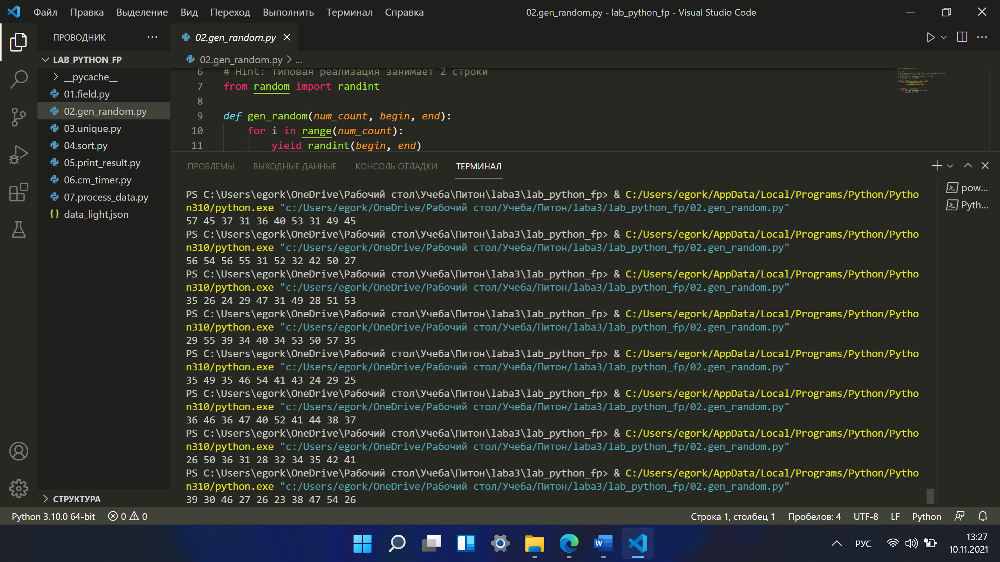 Файл Правка Выделение Вид Переход Выполнить Терминал Справка
02.gen_random.py - lab_python_fp - Visual Studio Code
ПРОВОДНИК
LAB_PYTHON_FP
__pycache__
01.field.py
02.gen_random.py
03.unique.py
04.sort.py
05.print_result.py
06.cm_timer.py
07.process_data.py
{} data_light.json
СТРУКТУРА
02.gen_random.py
02.gen_random.py > ...
6 # Hint: типовая реализация занимает 2 строки
7 from random import randint
8
9 def gen_random(num_count, begin, end):
10 for i in range(num_count):
11 yield randint(begin, end)
ПРОБЛЕМЫ ВЫХОДНЫЕ ДАННЫЕ КОНСОЛЬ ОТЛАДКИ ТЕРМИНАЛ
PS C:\Users\egork\OneDrive\Рабочий стол\Учеба\Питон\laba3\lab_python_fp> & C:/Users/egork/AppData/Local/Programs/Python/Pytho
n310/python.exe "c:/Users/egork/OneDrive/Рабочий стол/Учеба/Питон/laba3/lab_python_fp/02.gen_random.py"
57 45 37 31 36 40 53 31 49 45
PS C:\Users\egork\OneDrive\Рабочий стол\Учеба\Питон\laba3\lab_python_fp> & C:/Users/egork/AppData/Local/Programs/Python/Pytho
n310/python.exe "c:/Users/egork/OneDrive/Рабочий стол/Учеба/Питон/laba3/lab_python_fp/02.gen_random.py"
56 54 56 55 31 52 32 42 50 27
PS C:\Users\egork\OneDrive\Рабочий стол\Учеба\Питон\laba3\lab_python_fp> & C:/Users/egork/AppData/Local/Programs/Python/Pytho
n310/python.exe "c:/Users/egork/OneDrive/Рабочий стол/Учеба/Питон/laba3/lab_python_fp/02.gen_random.py"
35 26 24 29 47 31 49 28 51 53
PS C:\Users\egork\OneDrive\Рабочий стол\Учеба\Питон\laba3\lab_python_fp> & C:/Users/egork/AppData/Local/Programs/Python/Pytho
n310/python.exe "c:/Users/egork/OneDrive/Рабочий стол/Учеба/Питон/laba3/lab_python_fp/02.gen_random.py"
29 55 39 34 40 34 53 50 57 35
PS C:\Users\egork\OneDrive\Рабочий стол\Учеба\Питон\laba3\lab_python_fp> & C:/Users/egork/AppData/Local/Programs/Python/Pytho
n310/python.exe "c:/Users/egork/OneDrive/Рабочий стол/Учеба/Питон/laba3/lab_python_fp/02.gen_random.py"
35 49 35 46 54 41 43 24 29 25
PS C:\Users\egork\OneDrive\Рабочий стол\Учеба\Питон\laba3\lab_python_fp> & C:/Users/egork/AppData/Local/Programs/Python/Pytho
n310/python.exe "c:/Users/egork/OneDrive/Рабочий стол/Учеба/Питон/laba3/lab_python_fp/02.gen_random.py"
36 46 36 47 40 52 41 44 38 37
PS C:\Users\egork\OneDrive\Рабочий стол\Учеба\Питон\laba3\lab_python_fp> & C:/Users/egork/AppData/Local/Programs/Python/Pytho
n310/python.exe "c:/Users/egork/OneDrive/Рабочий стол/Учеба/Питон/laba3/lab_python_fp/02.gen_random.py"
26 50 36 31 28 32 34 35 42 41
PS C:\Users\egork\OneDrive\Рабочий стол\Учеба\Питон\laba3\lab_python_fp> & C:/Users/egork/AppData/Local/Programs/Python/Pytho
n310/python.exe "c:/Users/egork/OneDrive/Рабочий стол/Учеба/Питон/laba3/lab_python_fp/02.gen_random.py"
39 30 46 27 26 23 38 47 54 26
pow...
Pyth...
Python 3.10.0 64-bit 0 0
Строка 1, столбец 1 Пробелов: 4 UTF-8 LF Python
W
РУС
13:27
10.11.2021